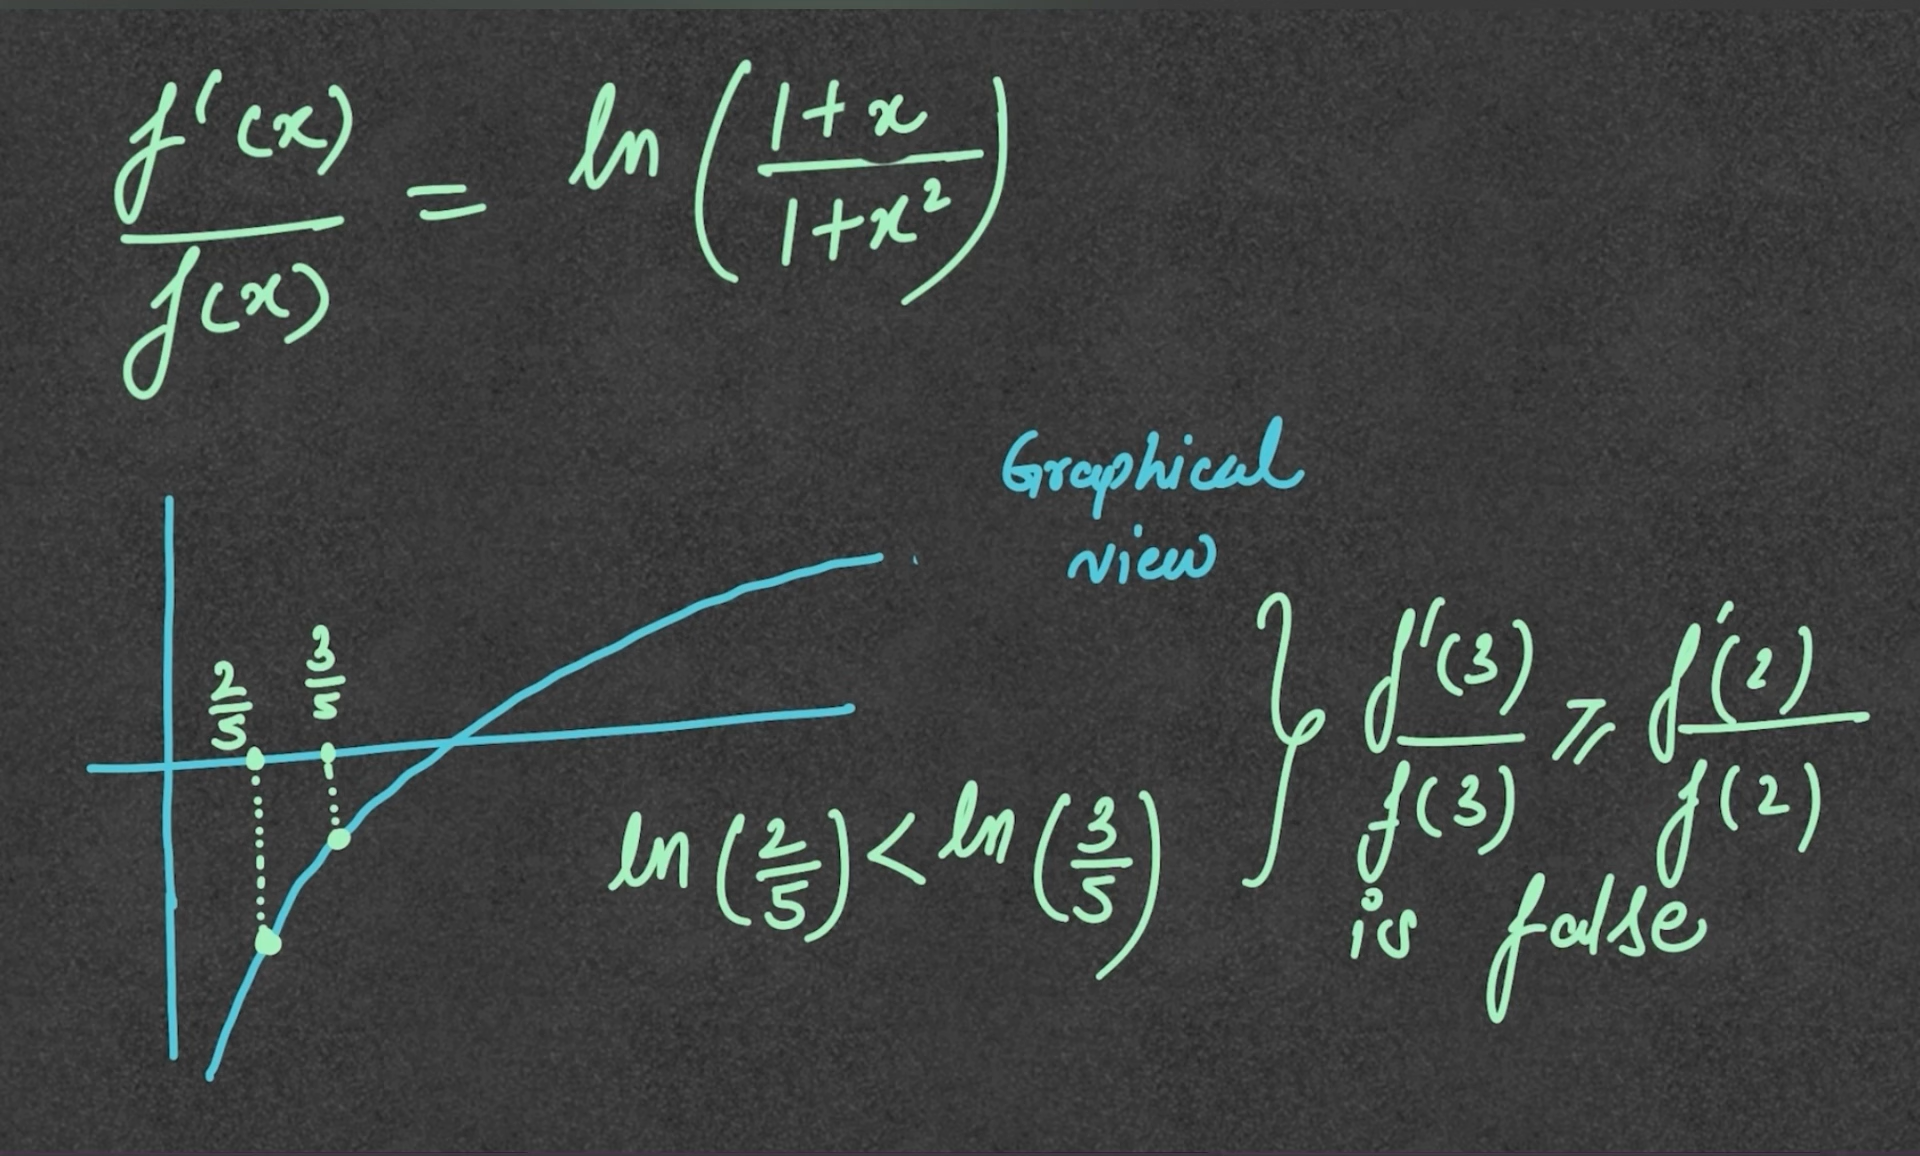 f'(x)/f(x) = ln((1+x)/(1+x²))
Graphical
view
2/5 3/5
ln(2/5) < ln(3/5) } f'(3)/f(3) ⩾ f'(2)/f(2)
is false